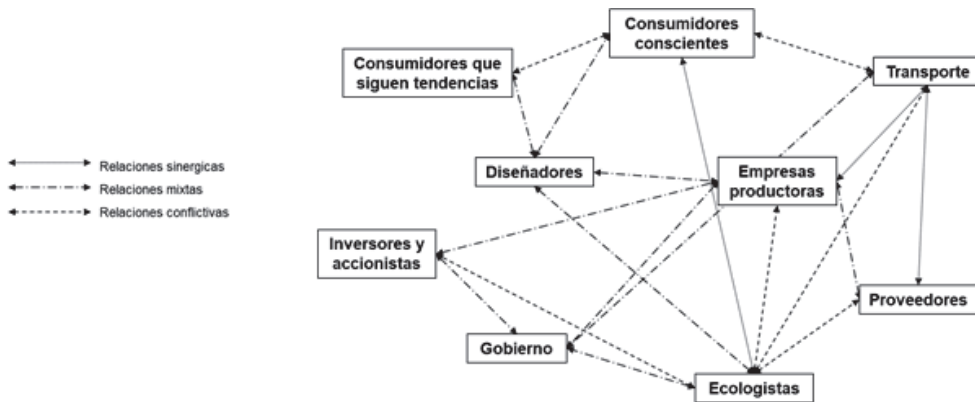 Consumidores
conscientes
Consumidores que
siguen tendencias
Transporte
Relaciones sinergicas
Relaciones mixtas
Relaciones conflictivas
Diseñadores
Empresas
productoras
Inversores y
accionistas
Proveedores
Gobierno
Ecologistas